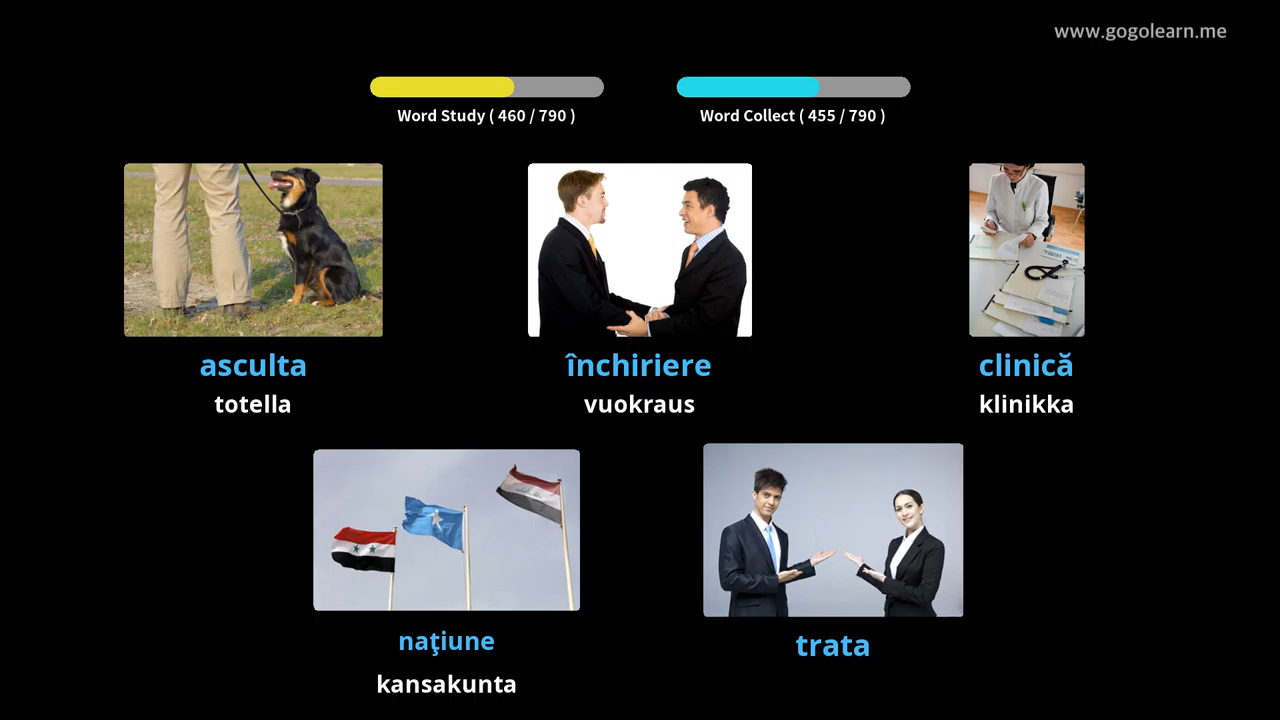 www.gogolearn.me
Word Study ( 460 / 790 )
Word Collect ( 455 / 790 )
asculta
totella
închiriere
vuokraus
clinică
klinikka
naţiune
kansakunta
trata